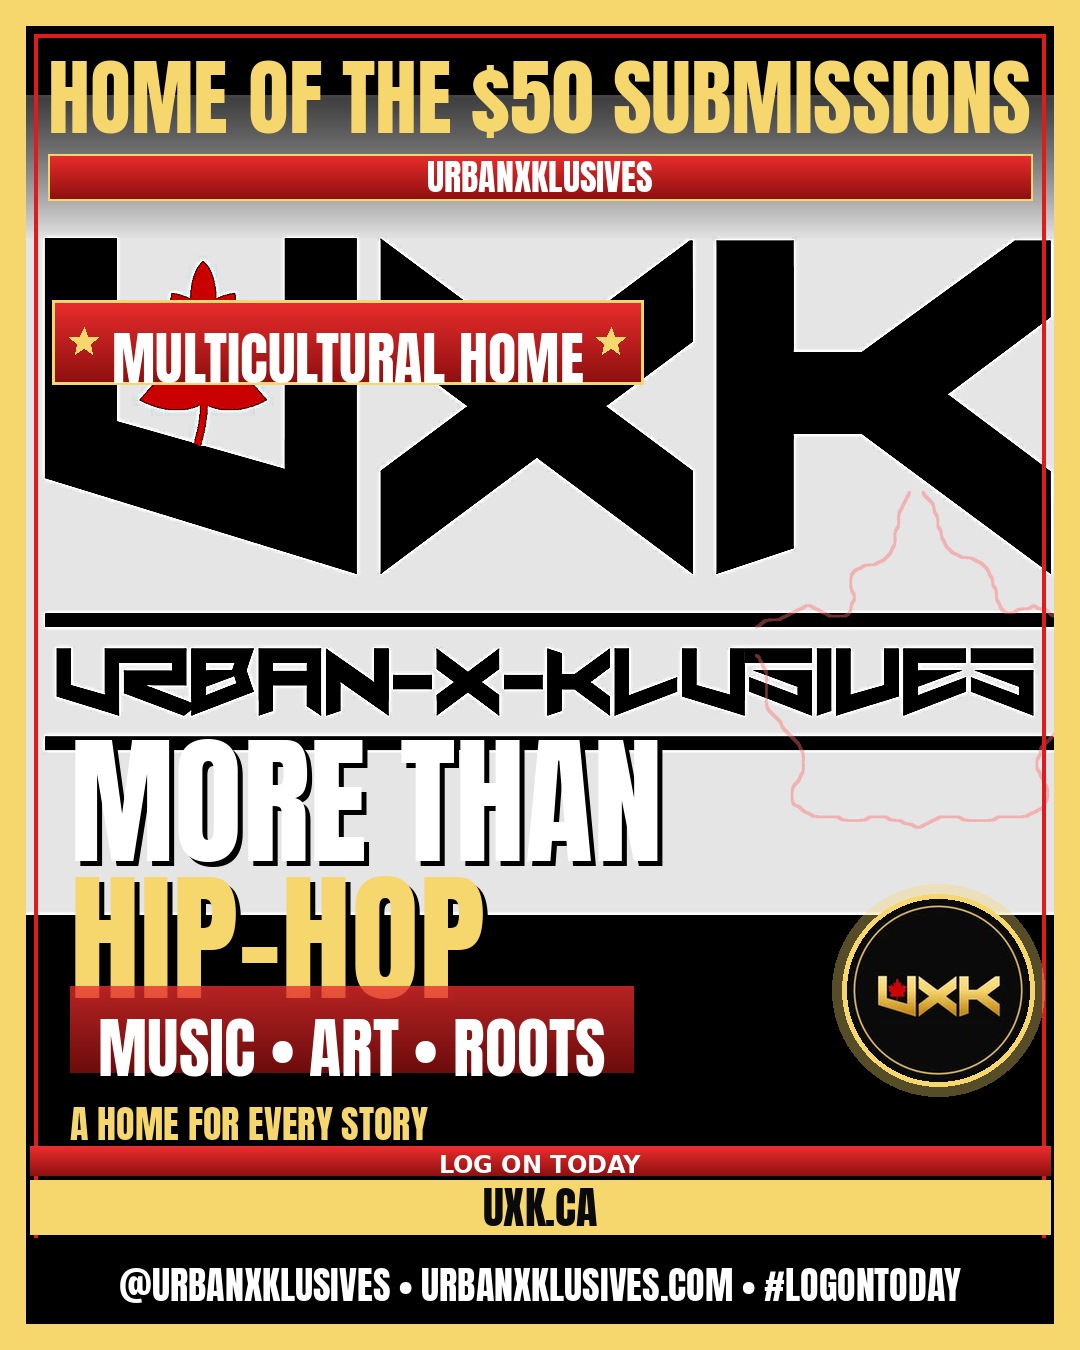 HOME OF THE $50 SUBMISSIONS
URBANXKLUSIVES
UXK
MULTICULTURAL HOME
URBAN-X-KLUSIVES
MORE THAN
HIP-HOP
MUSIC • ART • ROOTS
UXK
A HOME FOR EVERY STORY
LOG ON TODAY
UXK.CA
@URBANXKLUSIVES • URBANXKLUSIVES.COM • #LOGONTODAY